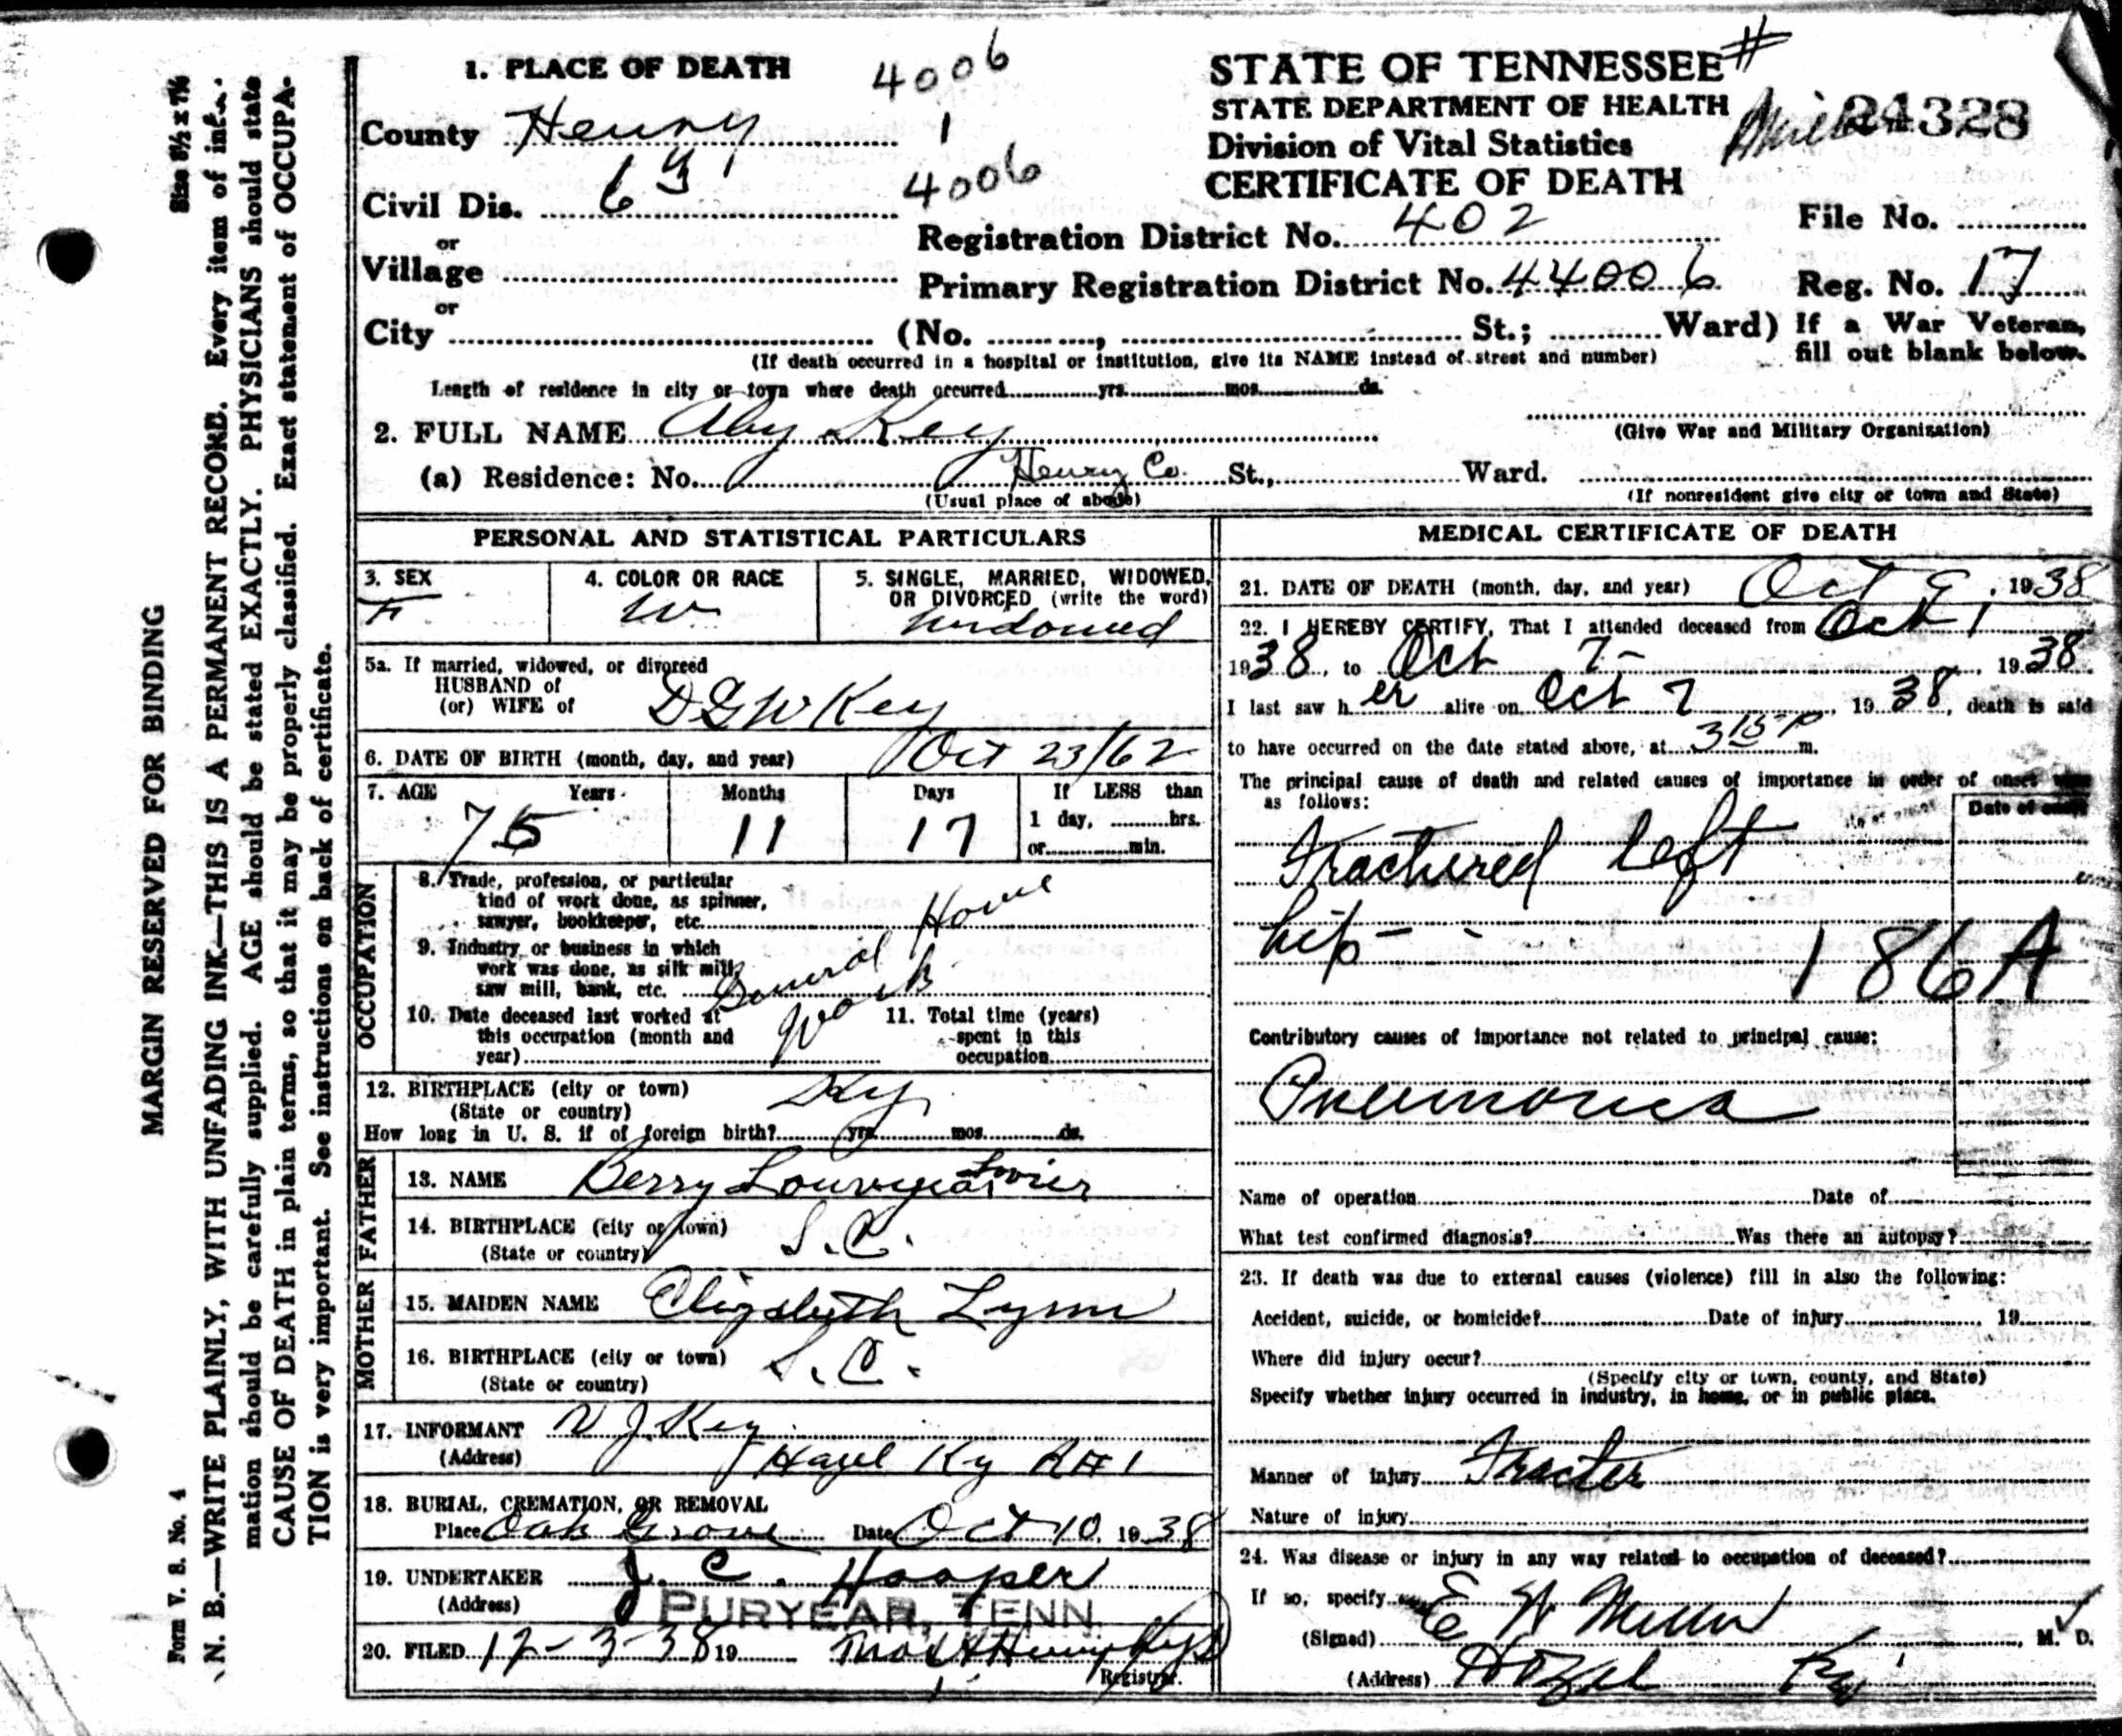 Size 8½ x 7¼
MARGIN RESERVED FOR BINDING
Form V. S. No. 4
N. B.—WRITE PLAINLY, WITH UNFADING INK—THIS IS A PERMANENT RECORD. Every item of infor-
mation should be carefully supplied. AGE should be stated EXACTLY. PHYSICIANS should state
CAUSE OF DEATH in plain terms, so that it may be properly classified. Exact statement of OCCUPA-
TION is very important. See instructions on back of certificate.
1. PLACE OF DEATH 4006
County Henry 1
Civil Dis. 6 4006
or
Village
or
City (No. , St.; Ward)
(If death occurred in a hospital or institution, give its NAME instead of street and number)
Length of residence in city or town where death occurred yrs. mos. ds.
STATE OF TENNESSEE #
STATE DEPARTMENT OF HEALTH
Division of Vital Statistics 24328
CERTIFICATE OF DEATH
Registration District No. 402 File No.
Primary Registration District No. 44006 Reg. No. 17
If a War Veteran,
fill out blank below.
(Give War and Military Organization)
2. FULL NAME Aby Key
(a) Residence: No. Henry Co. St., Ward.
(Usual place of abode) (If nonresident give city or town and State)
PERSONAL AND STATISTICAL PARTICULARS
3. SEX F
4. COLOR OR RACE W
5. SINGLE, MARRIED, WIDOWED,
OR DIVORCED (write the word)
Widowed
5a. If married, widowed, or divorced
HUSBAND of
(or) WIFE of D G W Key
6. DATE OF BIRTH (month, day, and year) Oct 23/62
7. AGE Years Months Days If LESS than
75 11 17 1 day, hrs.
or min.
OCCUPATION
8. Trade, profession, or particular
kind of work done, as spinner,
sawyer, bookkeeper, etc.
9. Industry or business in which
work was done, as silk mill,
saw mill, bank, etc. General House Work
10. Date deceased last worked at
this occupation (month and
year)
11. Total time (years)
spent in this
occupation
12. BIRTHPLACE (city or town) Ky
(State or country)
How long in U. S. if of foreign birth? yrs. mos. ds.
FATHER
13. NAME Berry
14. BIRTHPLACE (city or town) S. C.
(State or country)
MOTHER
15. MAIDEN NAME Elizabeth Lynn
16. BIRTHPLACE (city or town) S. C.
(State or country)
17. INFORMANT J. Key
(Address) Hazel Ky R#1
18. BURIAL, CREMATION, OR REMOVAL
Place Oak Grove Date Oct 10, 1938
19. UNDERTAKER J. C. Hooper
(Address) PURYEAR, TENN.
20. FILED 12-3-38 19
Registrar.
MEDICAL CERTIFICATE OF DEATH
21. DATE OF DEATH (month, day, and year) Oct 9, 1938
22. I HEREBY CERTIFY, That I attended deceased from Oct 1
1938, to Oct 7-, 1938
I last saw her alive on Oct 7, 1938, death is said
to have occurred on the date stated above, at 315 P m.
The principal cause of death and related causes of importance in order of onset were
as follows:
Date of onset
Fractured left
hip - -
186A
Contributory causes of importance not related to principal cause:
Pneumonia
Name of operation Date of
What test confirmed diagnosis? Was there an autopsy?
23. If death was due to external causes (violence) fill in also the following:
Accident, suicide, or homicide? Date of injury , 19
Where did injury occur?
(Specify city or town, county, and State)
Specify whether injury occurred in industry, in home, or in public place.
Manner of injury
Nature of injury
24. Was disease or injury in any way related to occupation of deceased?
If so, specify
(Signed) E W , M. D.
(Address) Hazel Ky